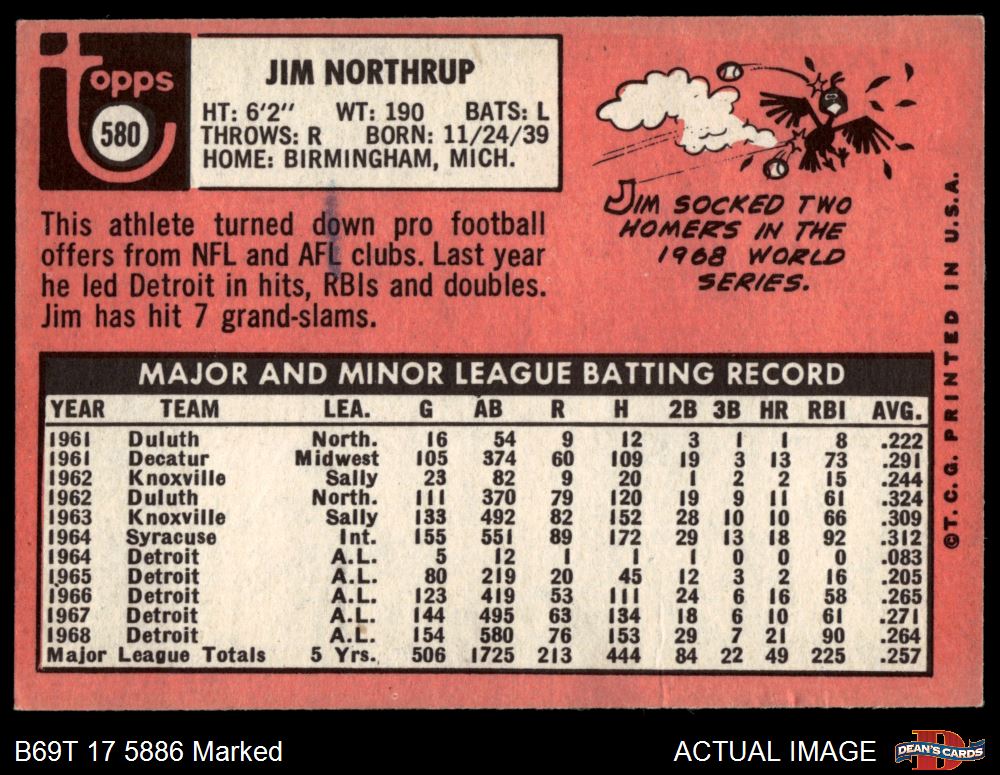 topps
580
JIM NORTHRUP
HT: 6'2" WT: 190 BATS: L
THROWS: R BORN: 11/24/39
HOME: BIRMINGHAM, MICH.
This athlete turned down pro football
offers from NFL and AFL clubs. Last year
he led Detroit in hits, RBIs and doubles.
Jim has hit 7 grand-slams.
JIM SOCKED TWO
HOMERS IN THE
1968 WORLD
SERIES.
©T.C.G. PRINTED IN U.S.A.
MAJOR AND MINOR LEAGUE BATTING RECORD
YEAR TEAM LEA. G AB R H 2B 3B HR RBI AVG.
1961 Duluth North. 16 54 9 12 3 1 1 8 .222
1961 Decatur Midwest 105 374 60 109 19 3 13 73 .291
1962 Knoxville Sally 23 82 9 20 1 2 2 15 .244
1962 Duluth North. 111 370 79 120 19 9 11 61 .324
1963 Knoxville Sally 133 492 82 152 28 10 10 66 .309
1964 Syracuse Int. 155 551 89 172 29 13 18 92 .312
1964 Detroit A.L. 5 12 1 1 1 0 0 0 .083
1965 Detroit A.L. 80 219 20 45 12 3 2 16 .205
1966 Detroit A.L. 123 419 53 111 24 6 16 58 .265
1967 Detroit A.L. 144 495 63 134 18 6 10 61 .271
1968 Detroit A.L. 154 580 76 153 29 7 21 90 .264
Major League Totals 5 Yrs. 506 1725 213 444 84 22 49 225 .257
B69T 17 5886 Marked
ACTUAL IMAGE
D
DEAN'S CARDS